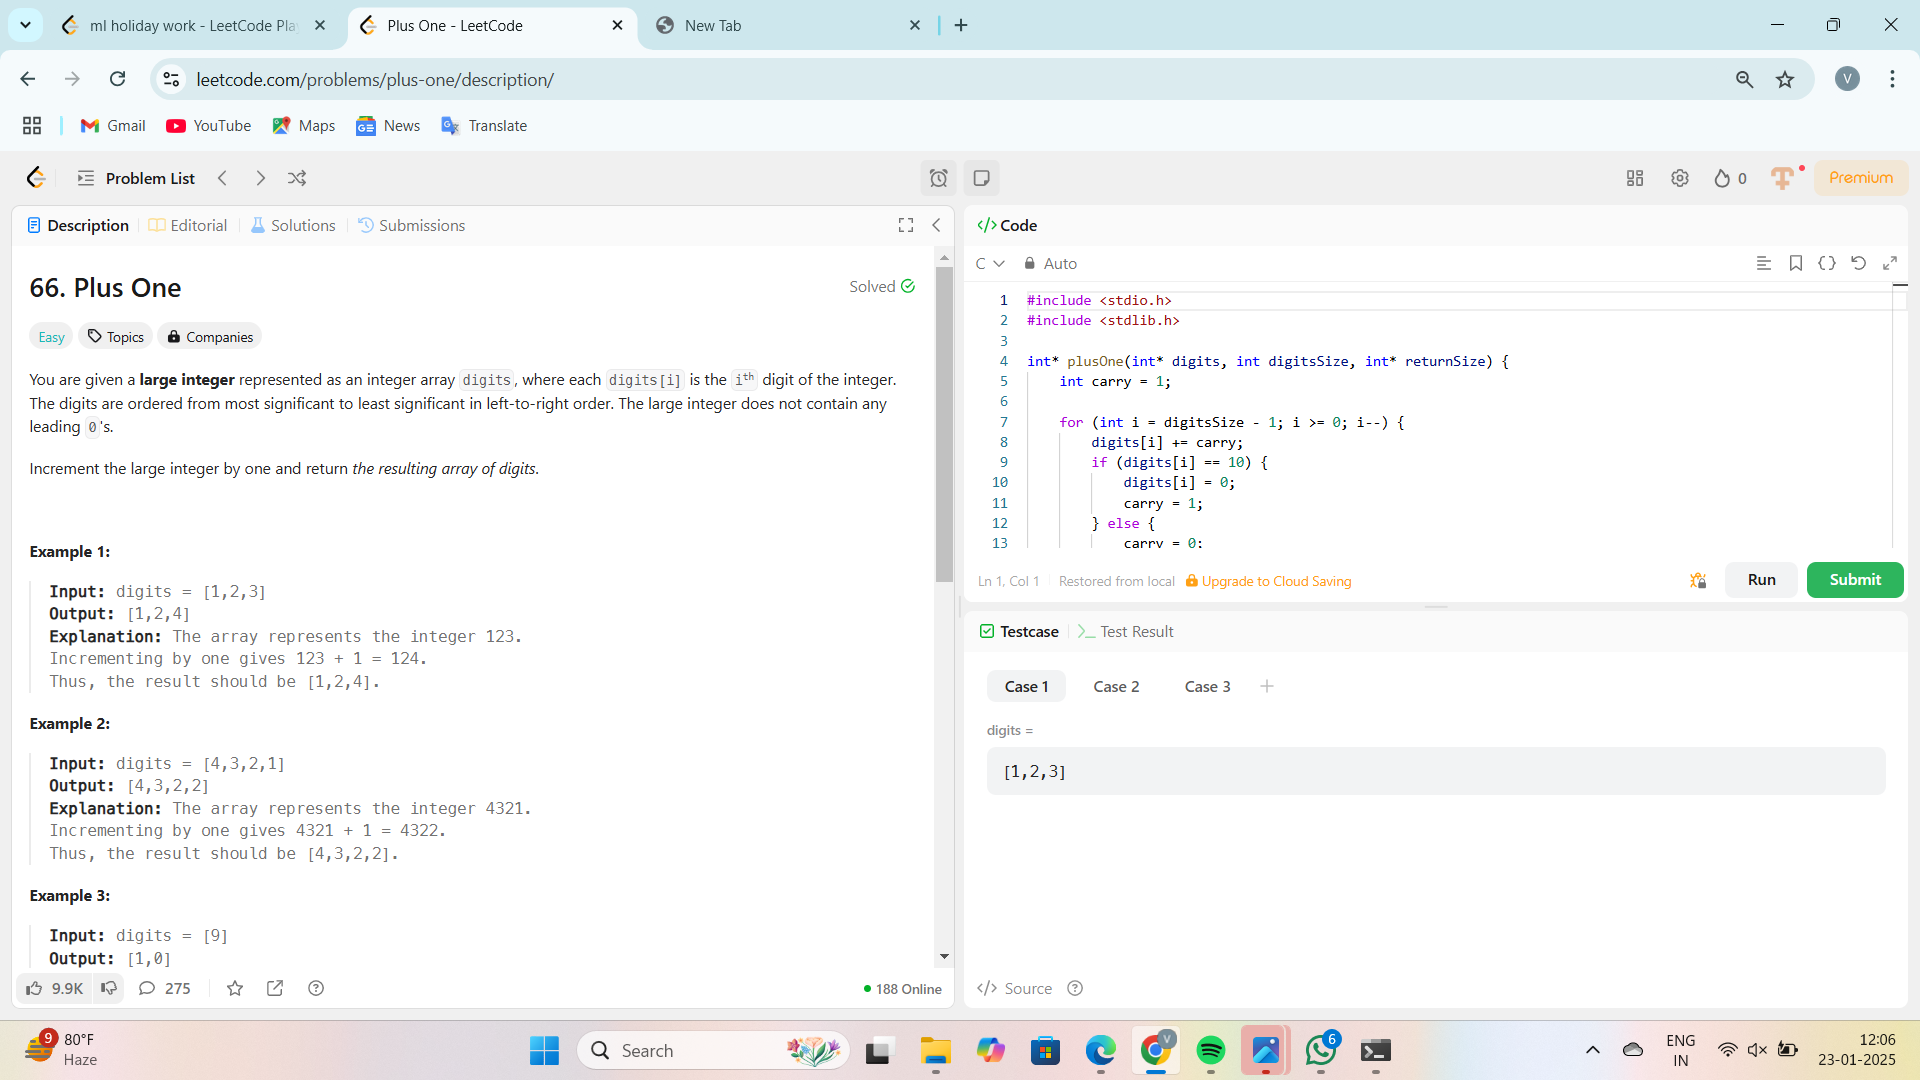 ml holiday work - LeetCode Pla
Plus One - LeetCode
New Tab
leetcode.com/problems/plus-one/description/
V
Gmail
YouTube
Maps
News
Translate
Problem List
0
Premium
Description
Editorial
Solutions
Submissions
66. Plus One
Solved
Easy
Topics
Companies
You are given a large integer represented as an integer array digits, where each digits[i] is the ith digit of the integer.
The digits are ordered from most significant to least significant in left-to-right order. The large integer does not contain any
leading 0's.
Increment the large integer by one and return the resulting array of digits.
Example 1:
Input: digits = [1,2,3]
Output: [1,2,4]
Explanation: The array represents the integer 123.
Incrementing by one gives 123 + 1 = 124.
Thus, the result should be [1,2,4].
Example 2:
Input: digits = [4,3,2,1]
Output: [4,3,2,2]
Explanation: The array represents the integer 4321.
Incrementing by one gives 4321 + 1 = 4322.
Thus, the result should be [4,3,2,2].
Example 3:
Input: digits = [9]
Output: [1,0]
9.9K
275
188 Online
</> Code
C
Auto
1 #include <stdio.h>
2 #include <stdlib.h>
3
4 int* plusOne(int* digits, int digitsSize, int* returnSize) {
5 int carry = 1;
6
7 for (int i = digitsSize - 1; i >= 0; i--) {
8 digits[i] += carry;
9 if (digits[i] == 10) {
10 digits[i] = 0;
11 carry = 1;
12 } else {
13 carry = 0;
Ln 1, Col 1
Restored from local
Upgrade to Cloud Saving
Run
Submit
Testcase
Test Result
Case 1
Case 2
Case 3
digits =
[1,2,3]
</> Source
9
80°F
Haze
Search
V
6
ENG
IN
12:06
23-01-2025